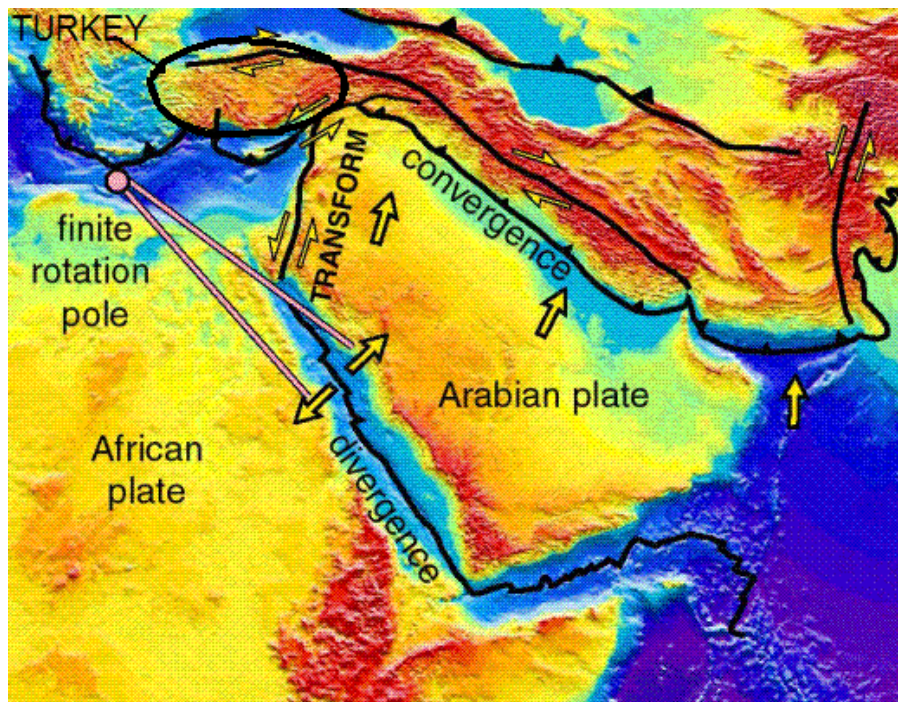 TURKEY
finite
rotation
pole
TRANSFORM
convergence
Arabian plate
African
plate
divergence